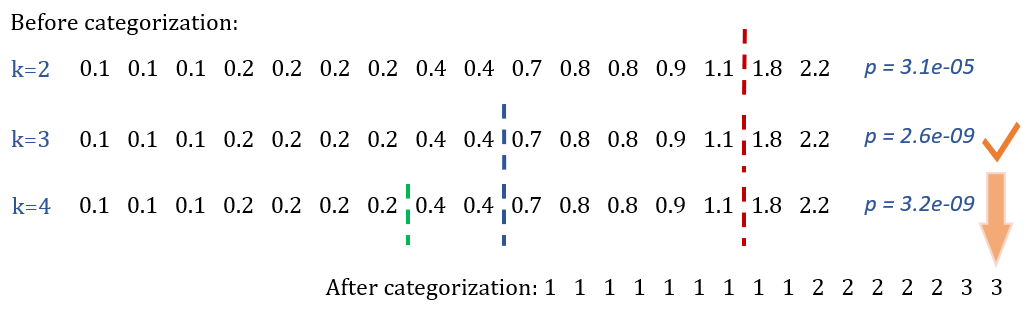 Before categorization:
k=2 0.1 0.1 0.1 0.2 0.2 0.2 0.2 0.4 0.4 0.7 0.8 0.8 0.9 1.1 1.8 2.2 p = 3.1e-05
k=3 0.1 0.1 0.1 0.2 0.2 0.2 0.2 0.4 0.4 0.7 0.8 0.8 0.9 1.1 1.8 2.2 p = 2.6e-09
k=4 0.1 0.1 0.1 0.2 0.2 0.2 0.2 0.4 0.4 0.7 0.8 0.8 0.9 1.1 1.8 2.2 p = 3.2e-09
After categorization: 1 1 1 1 1 1 1 1 1 2 2 2 2 2 3 3